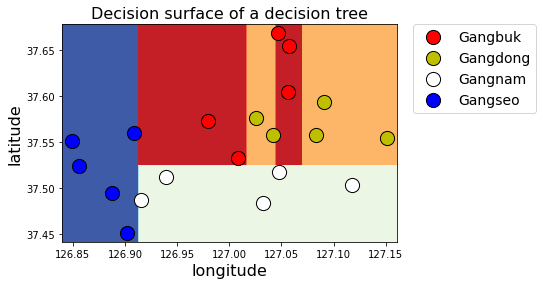 Decision surface of a decision tree
Gangbuk
Gangdong
Gangnam
Gangseo
latitude
37.65
37.60
37.55
37.50
37.45
126.85 126.90 126.95 127.00 127.05 127.10 127.15
longitude